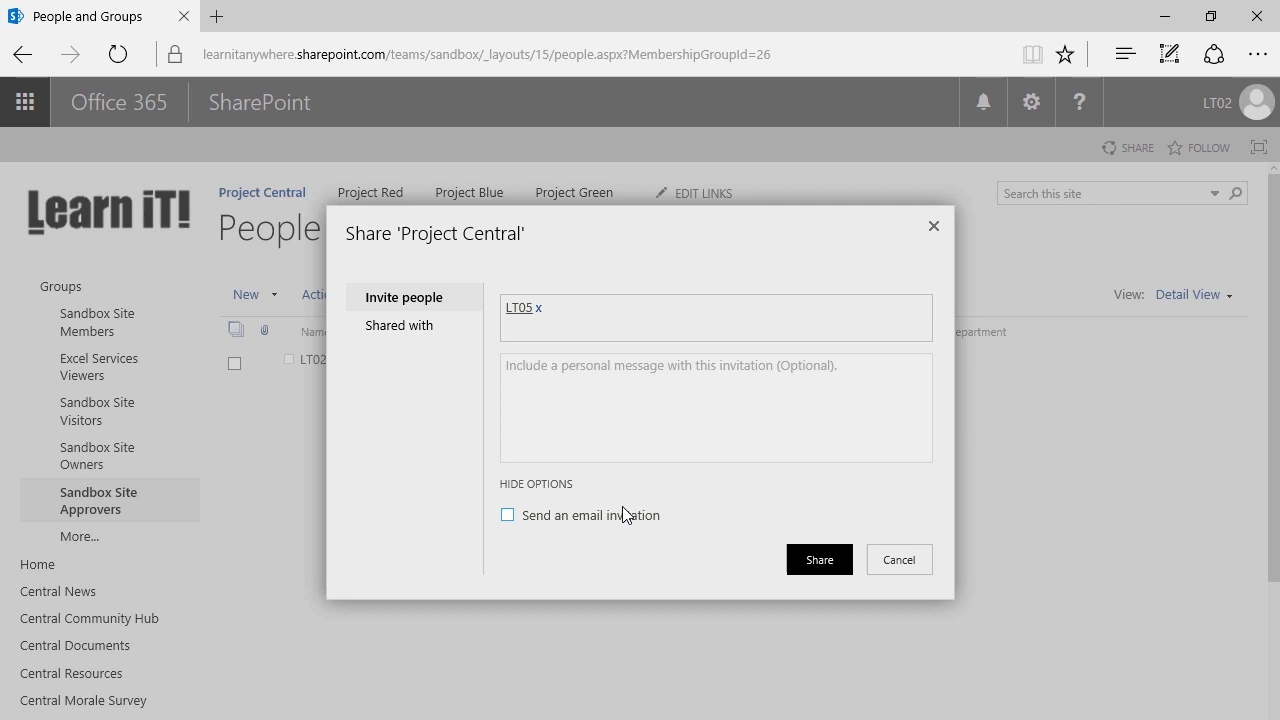 People and Groups
learnitanywhere.sharepoint.com/teams/sandbox/_layouts/15/people.aspx?MembershipGroupId=26
Office 365
SharePoint
LT02
SHARE
FOLLOW
Learn iT!
Project Central
Project Red
Project Blue
Project Green
EDIT LINKS
Search this site
People
Share 'Project Central'
Groups
Sandbox Site
Members
Excel Services
Viewers
Sandbox Site
Visitors
Sandbox Site
Owners
Sandbox Site
Approvers
More...
Home
Central News
Central Community Hub
Central Documents
Central Resources
Central Morale Survey
New
Acti
View: Detail View
Nam
epartment
LT02
Invite people
Shared with
LT05 x
Include a personal message with this invitation (Optional).
HIDE OPTIONS
Send an email invitation
Share
Cancel